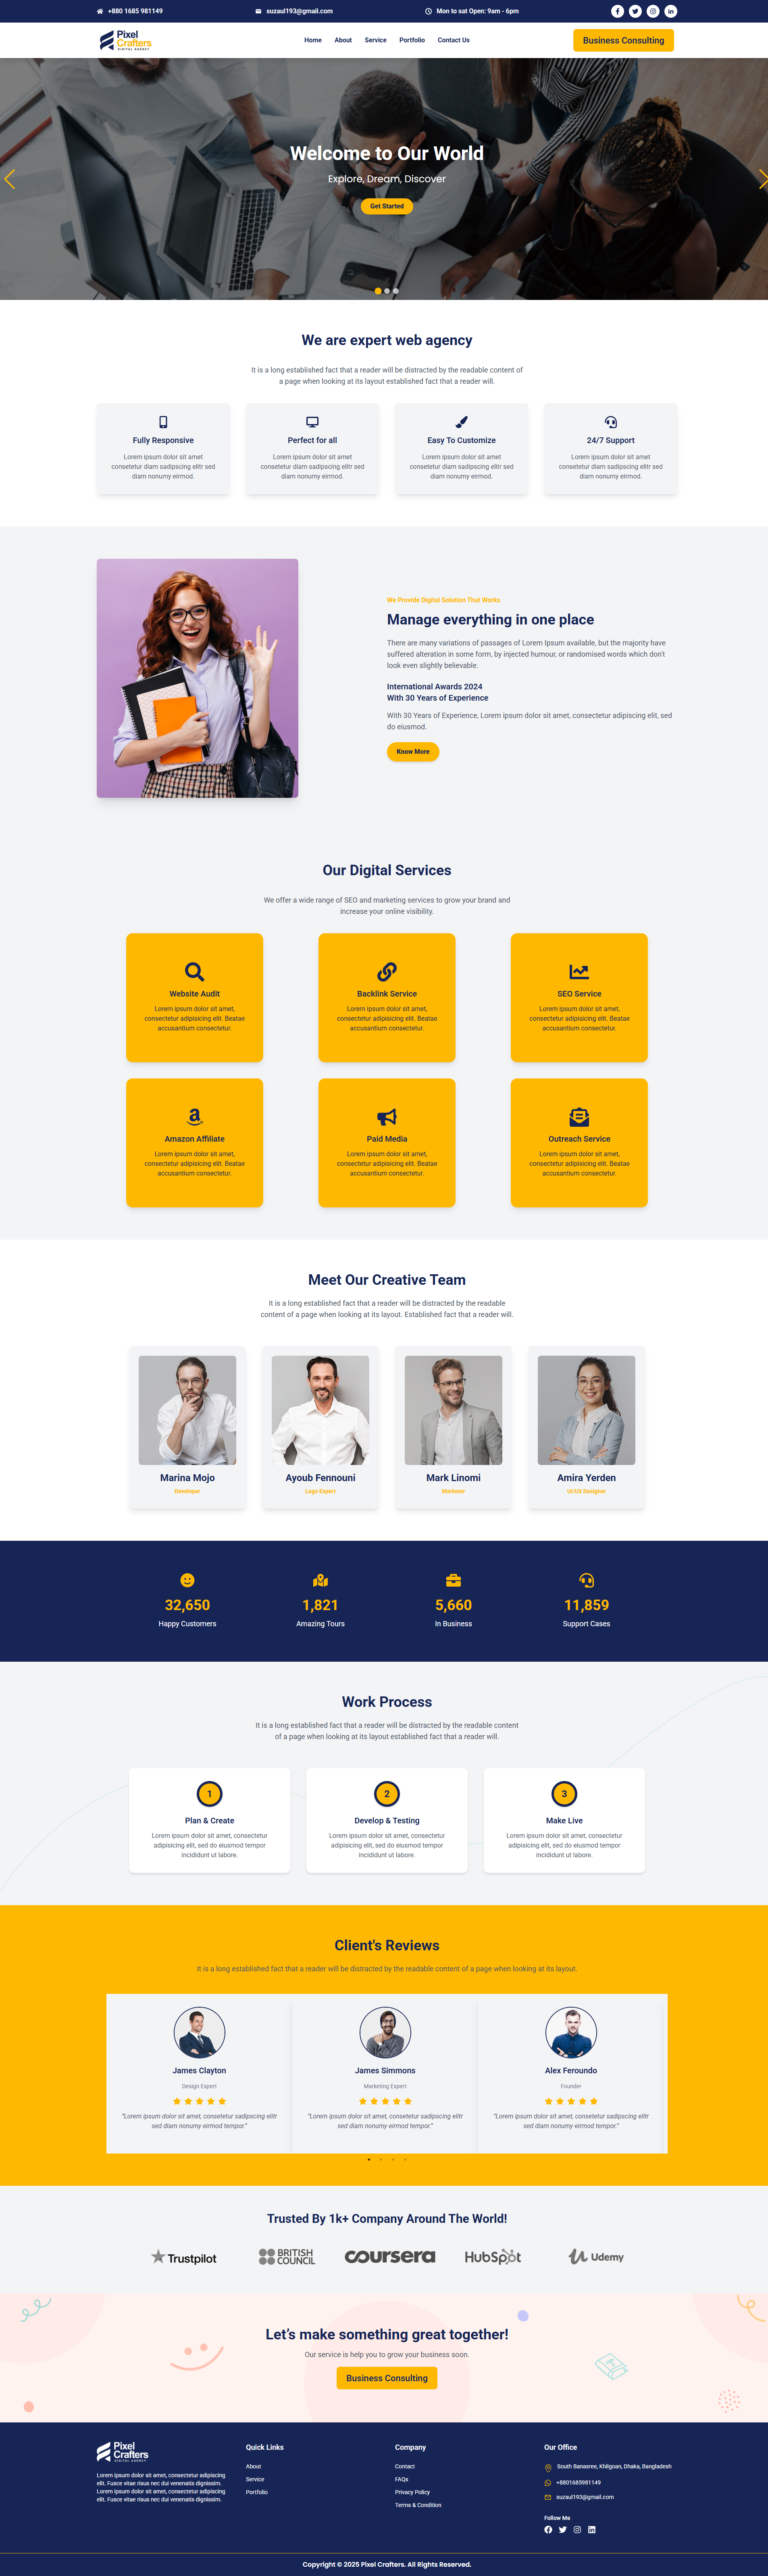 +880 1685 981149
suzaul193@gmail.com
Mon to sat Open: 9am - 6pm
Pixel
Crafters
DIGITAL AGENCY
Home
About
Service
Portfolio
Contact Us
Business Consulting
Welcome to Our World
Explore, Dream, Discover
Get Started
We are expert web agency
It is a long established fact that a reader will be distracted by the readable content of
a page when looking at its layout established fact that a reader will.
Fully Responsive
Lorem ipsum dolor sit amet
consetetur diam sadipscing elitr sed
diam nonumy eirmod.
Perfect for all
Lorem ipsum dolor sit amet
consetetur diam sadipscing elitr sed
diam nonumy eirmod.
Easy To Customize
Lorem ipsum dolor sit amet
consetetur diam sadipscing elitr sed
diam nonumy eirmod.
24/7 Support
Lorem ipsum dolor sit amet
consetetur diam sadipscing elitr sed
diam nonumy eirmod.
We Provide Digital Solution That Works
Manage everything in one place
There are many variations of passages of Lorem Ipsum available, but the majority have
suffered alteration in some form, by injected humour, or randomised words which don't
look even slightly believable.
International Awards 2024
With 30 Years of Experience
With 30 Years of Experience, Lorem ipsum dolor sit amet, consectetur adipiscing elit, sed
do eiusmod.
Know More
Our Digital Services
We offer a wide range of SEO and marketing services to grow your brand and
increase your online visibility.
Website Audit
Lorem ipsum dolor sit amet,
consectetur adipisicing elit. Beatae
accusantium consectetur.
Backlink Service
Lorem ipsum dolor sit amet,
consectetur adipisicing elit. Beatae
accusantium consectetur.
SEO Service
Lorem ipsum dolor sit amet,
consectetur adipisicing elit. Beatae
accusantium consectetur.
Amazon Affiliate
Lorem ipsum dolor sit amet,
consectetur adipisicing elit. Beatae
accusantium consectetur.
Paid Media
Lorem ipsum dolor sit amet,
consectetur adipisicing elit. Beatae
accusantium consectetur.
Outreach Service
Lorem ipsum dolor sit amet,
consectetur adipisicing elit. Beatae
accusantium consectetur.
Meet Our Creative Team
It is a long established fact that a reader will be distracted by the readable
content of a page when looking at its layout. Established fact that a reader will.
Marina Mojo
Developer
Ayoub Fennouni
Logo Expert
Mark Linomi
Marketer
Amira Yerden
UI/UX Designer
32,650
Happy Customers
1,821
Amazing Tours
5,660
In Business
11,859
Support Cases
Work Process
It is a long established fact that a reader will be distracted by the readable content
of a page when looking at its layout established fact that a reader will.
1
Plan & Create
Lorem ipsum dolor sit amet, consectetur
adipisicing elit, sed do eiusmod tempor
incididunt ut labore.
2
Develop & Testing
Lorem ipsum dolor sit amet, consectetur
adipisicing elit, sed do eiusmod tempor
incididunt ut labore.
3
Make Live
Lorem ipsum dolor sit amet, consectetur
adipisicing elit, sed do eiusmod tempor
incididunt ut labore.
Client's Reviews
It is a long established fact that a reader will be distracted by the readable content of a page when looking at its layout.
James Clayton
Design Expert
"Lorem ipsum dolor sit amet, consetetur sadipscing elitr
sed diam nonumy eirmod tempor."
James Simmons
Marketing Expert
"Lorem ipsum dolor sit amet, consetetur sadipscing elitr
sed diam nonumy eirmod tempor."
Alex Feroundo
Founder
"Lorem ipsum dolor sit amet, consetetur sadipscing elitr
sed diam nonumy eirmod tempor."
Trusted By 1k+ Company Around The World!
Trustpilot
BRITISH
COUNCIL
coursera
HubSpot
Udemy
Let's make something great together!
Our service is help you to grow your business soon.
Business Consulting
Pixel
Crafters
DIGITAL AGENCY
Lorem ipsum dolor sit amet, consectetur adipiscing
elit. Fusce vitae risus nec dui venenatis dignissim.
Lorem ipsum dolor sit amet, consectetur adipiscing
elit. Fusce vitae risus nec dui venenatis dignissim.
Quick Links
About
Service
Portfolio
Company
Contact
FAQs
Privacy Policy
Terms & Condition
Our Office
South Banasree, Khilgoan, Dhaka, Bangladesh
+8801685981149
suzaul193@gmail.com
Follow Me
Copyright © 2025 Pixel Crafters. All Rights Reserved.